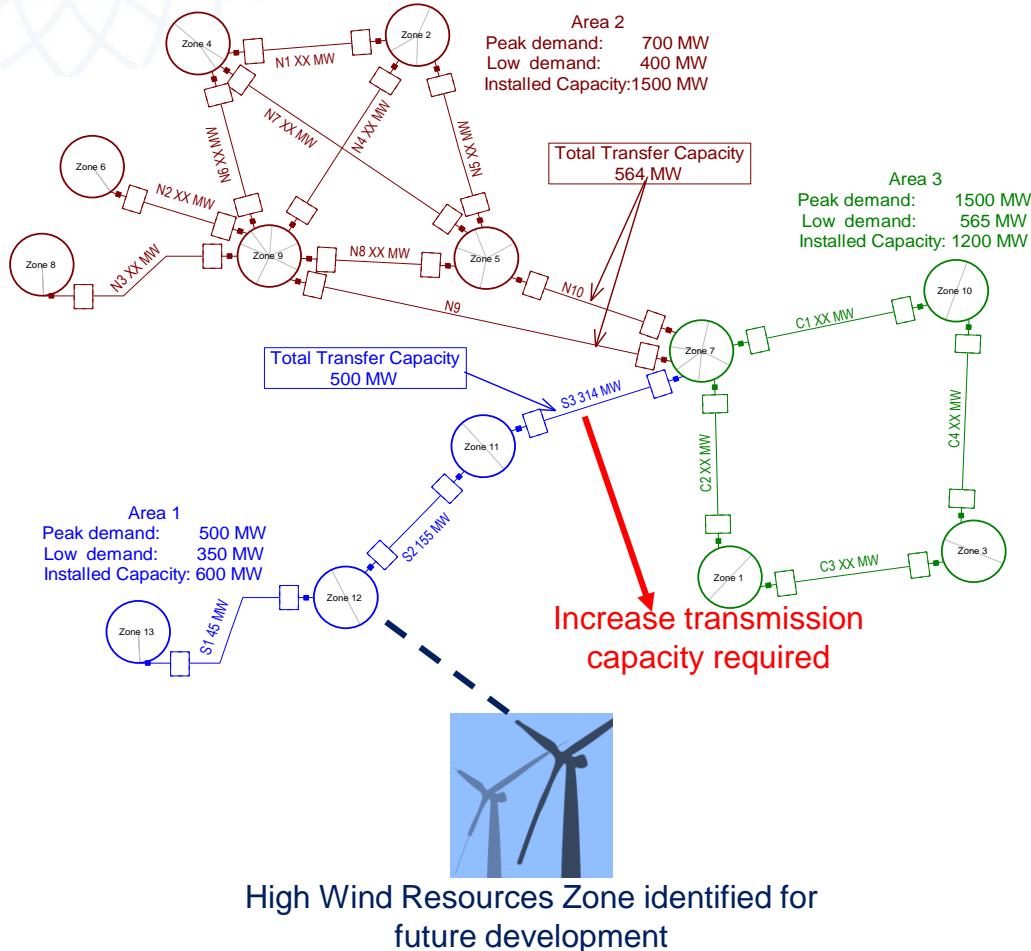 Area 2
Peak demand: 700 MW
Low demand: 400 MW
Installed Capacity:1500 MW
Zone 4
Zone 2
N1 XX MW
N7 XX MW
N4 XX MW
N5 XX MW
N6 XX MW
Total Transfer Capacity
564 MW
Zone 6
N2 XX MW
Area 3
Peak demand: 1500 MW
Low demand: 565 MW
Installed Capacity: 1200 MW
Zone 8
N3 XX MW
Zone 9
N8 XX MW
Zone 5
N10
N9
Zone 10
C1 XX MW
Zone 7
Total Transfer Capacity
500 MW
S3 314 MW
C4 XX MW
C2 XX MW
Zone 11
S2 155 MW
Area 1
Peak demand: 500 MW
Low demand: 350 MW
Installed Capacity: 600 MW
Zone 12
Zone 13
S1 45 MW
Zone 1
C3 XX MW
Zone 3
Increase transmission
capacity required
High Wind Resources Zone identified for
future development